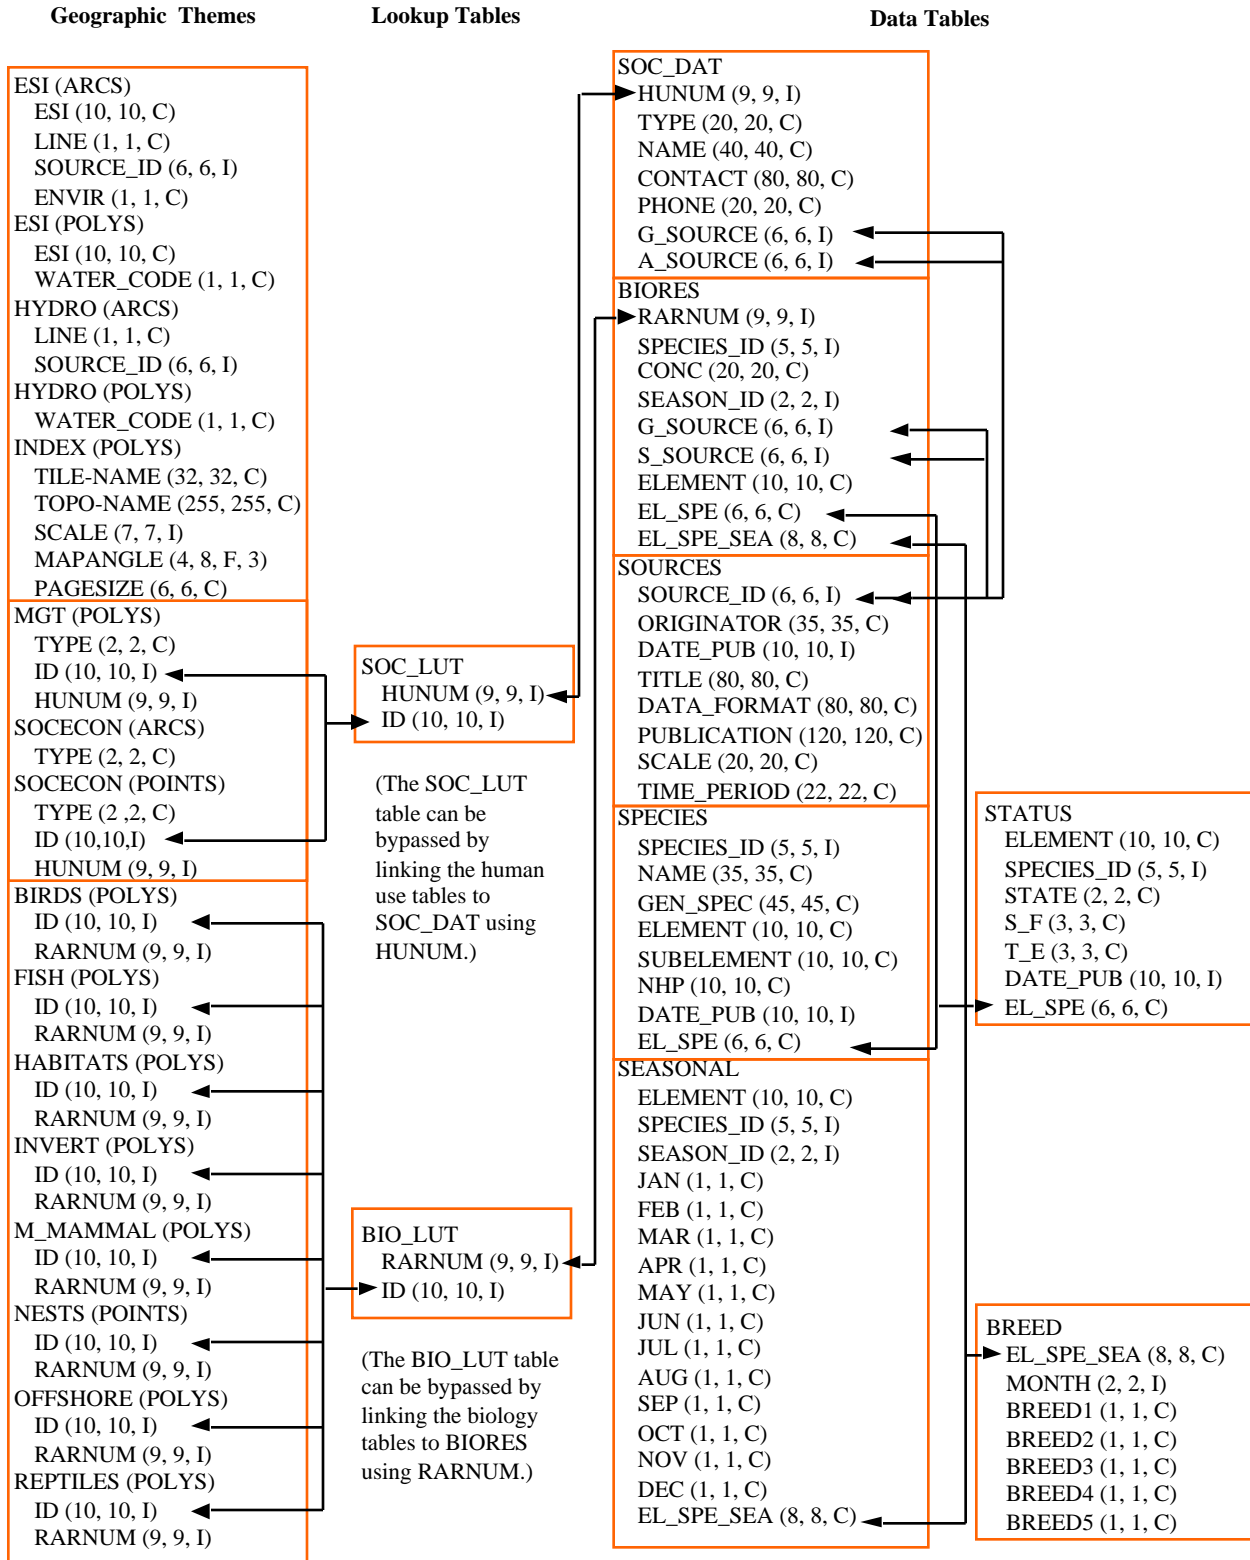 Geographic Themes
Lookup Tables
Data Tables
ESI (ARCS)
ESI (10, 10, C)
LINE (1, 1, C)
SOURCE_ID (6, 6, I)
ENVIR (1, 1, C)
ESI (POLYS)
ESI (10, 10, C)
WATER_CODE (1, 1, C)
HYDRO (ARCS)
LINE (1, 1, C)
SOURCE_ID (6, 6, I)
HYDRO (POLYS)
WATER_CODE (1, 1, C)
INDEX (POLYS)
TILE-NAME (32, 32, C)
TOPO-NAME (255, 255, C)
SCALE (7, 7, I)
MAPANGLE (4, 8, F, 3)
PAGESIZE (6, 6, C)
MGT (POLYS)
TYPE (2, 2, C)
ID (10, 10, I)
HUNUM (9, 9, I)
SOCECON (ARCS)
TYPE (2, 2, C)
SOCECON (POINTS)
TYPE (2 ,2, C)
ID (10,10,I)
HUNUM (9, 9, I)
BIRDS (POLYS)
ID (10, 10, I)
RARNUM (9, 9, I)
FISH (POLYS)
ID (10, 10, I)
RARNUM (9, 9, I)
HABITATS (POLYS)
ID (10, 10, I)
RARNUM (9, 9, I)
INVERT (POLYS)
ID (10, 10, I)
RARNUM (9, 9, I)
M_MAMMAL (POLYS)
ID (10, 10, I)
RARNUM (9, 9, I)
NESTS (POINTS)
ID (10, 10, I)
RARNUM (9, 9, I)
OFFSHORE (POLYS)
ID (10, 10, I)
RARNUM (9, 9, I)
REPTILES (POLYS)
ID (10, 10, I)
RARNUM (9, 9, I)
SOC_LUT
HUNUM (9, 9, I)
ID (10, 10, I)
(The SOC_LUT
table can be
bypassed by
linking the human
use tables to
SOC_DAT using
HUNUM.)
BIO_LUT
RARNUM (9, 9, I)
ID (10, 10, I)
(The BIO_LUT table
can be bypassed by
linking the biology
tables to BIORES
using RARNUM.)
SOC_DAT
HUNUM (9, 9, I)
TYPE (20, 20, C)
NAME (40, 40, C)
CONTACT (80, 80, C)
PHONE (20, 20, C)
G_SOURCE (6, 6, I)
A_SOURCE (6, 6, I)
BIORES
RARNUM (9, 9, I)
SPECIES_ID (5, 5, I)
CONC (20, 20, C)
SEASON_ID (2, 2, I)
G_SOURCE (6, 6, I)
S_SOURCE (6, 6, I)
ELEMENT (10, 10, C)
EL_SPE (6, 6, C)
EL_SPE_SEA (8, 8, C)
SOURCES
SOURCE_ID (6, 6, I)
ORIGINATOR (35, 35, C)
DATE_PUB (10, 10, I)
TITLE (80, 80, C)
DATA_FORMAT (80, 80, C)
PUBLICATION (120, 120, C)
SCALE (20, 20, C)
TIME_PERIOD (22, 22, C)
SPECIES
SPECIES_ID (5, 5, I)
NAME (35, 35, C)
GEN_SPEC (45, 45, C)
ELEMENT (10, 10, C)
SUBELEMENT (10, 10, C)
NHP (10, 10, C)
DATE_PUB (10, 10, I)
EL_SPE (6, 6, C)
SEASONAL
ELEMENT (10, 10, C)
SPECIES_ID (5, 5, I)
SEASON_ID (2, 2, I)
JAN (1, 1, C)
FEB (1, 1, C)
MAR (1, 1, C)
APR (1, 1, C)
MAY (1, 1, C)
JUN (1, 1, C)
JUL (1, 1, C)
AUG (1, 1, C)
SEP (1, 1, C)
OCT (1, 1, C)
NOV (1, 1, C)
DEC (1, 1, C)
EL_SPE_SEA (8, 8, C)
STATUS
ELEMENT (10, 10, C)
SPECIES_ID (5, 5, I)
STATE (2, 2, C)
S_F (3, 3, C)
T_E (3, 3, C)
DATE_PUB (10, 10, I)
EL_SPE (6, 6, C)
BREED
EL_SPE_SEA (8, 8, C)
MONTH (2, 2, I)
BREED1 (1, 1, C)
BREED2 (1, 1, C)
BREED3 (1, 1, C)
BREED4 (1, 1, C)
BREED5 (1, 1, C)